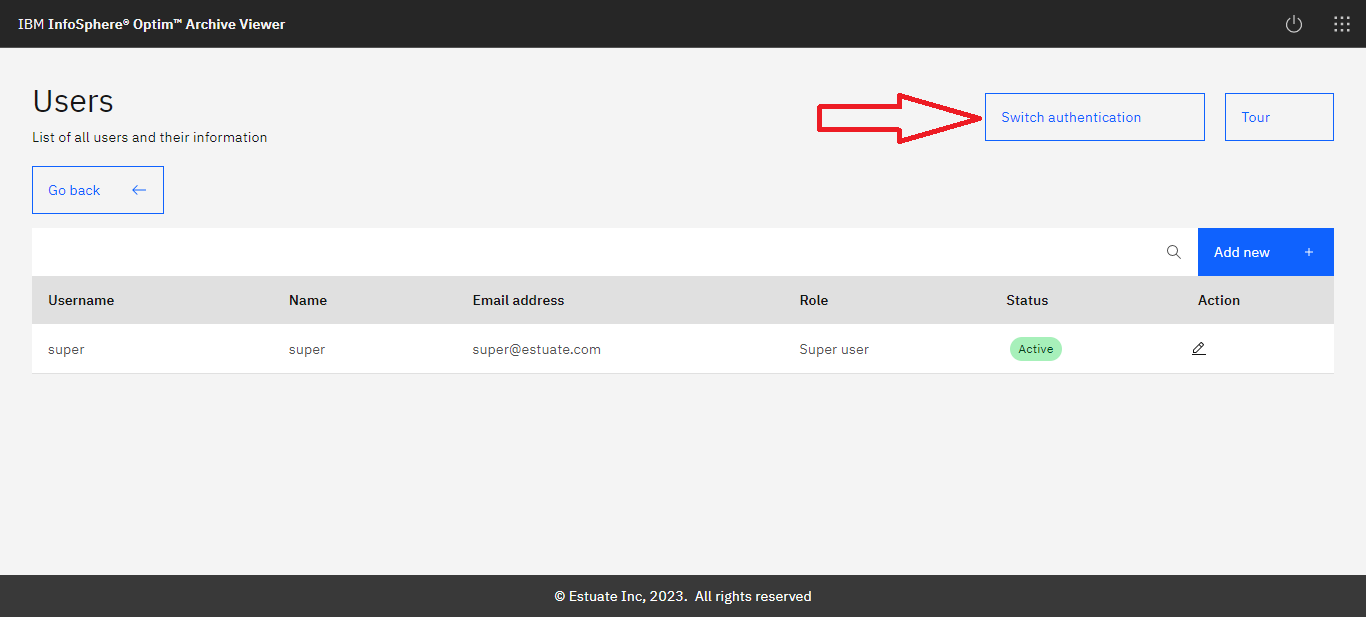 IBM InfoSphere® Optim™ Archive Viewer
Users
List of all users and their information
Switch authentication
Tour
Go back
Add new
Username Name Email address Role Status Action
super super super@estuate.com Super user Active
© Estuate Inc, 2023. All rights reserved